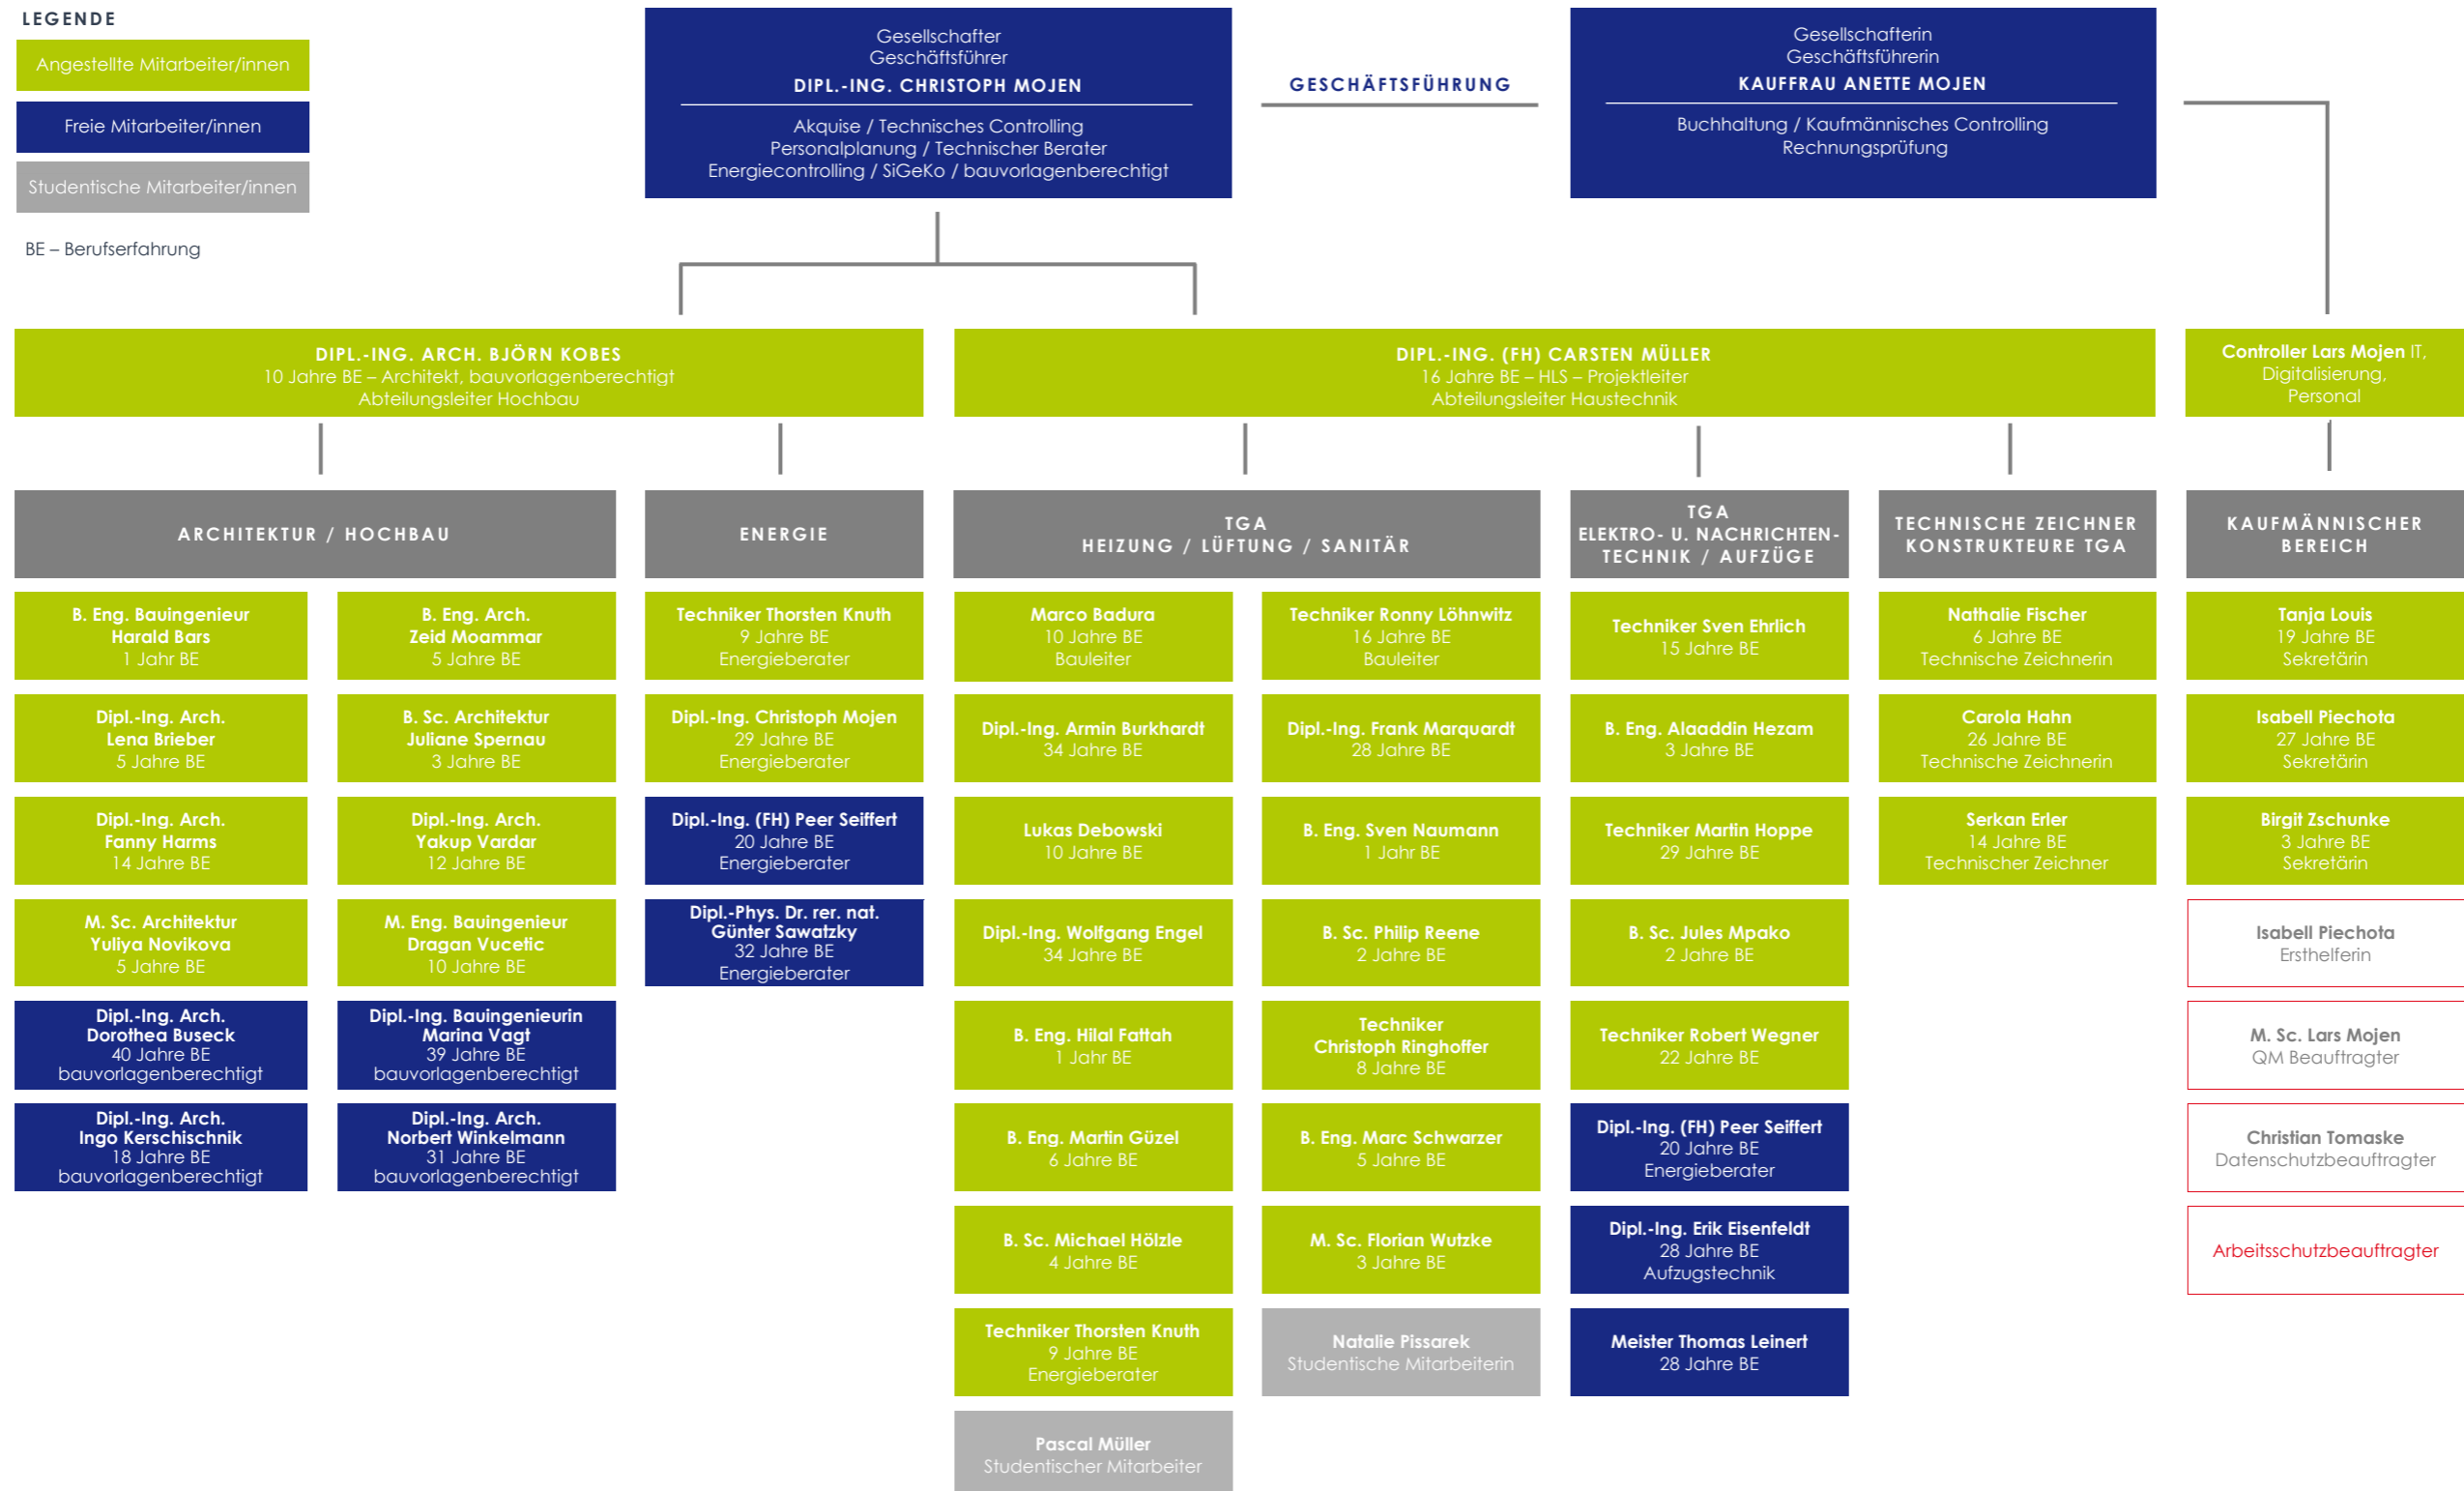 LEGENDE
Angestellte Mitarbeiter/innen
Freie Mitarbeiter/innen
Studentische Mitarbeiter/innen
BE – Berufserfahrung
Gesellschafter
Geschäftsführer
DIPL.-ING. CHRISTOPH MOJEN
Akquise / Technisches Controlling
Personalplanung / Technischer Berater
Energiecontrolling / SiGeKo / bauvorlagenberechtigt
GESCHÄFTSFÜHRUNG
Gesellschafterin
Geschäftsführerin
KAUFFRAU ANETTE MOJEN
Buchhaltung / Kaufmännisches Controlling
Rechnungsprüfung
DIPL.-ING. ARCH. BJÖRN KOBES
10 Jahre BE – Architekt, bauvorlagenberechtigt
Abteilungsleiter Hochbau
DIPL.-ING. (FH) CARSTEN MÜLLER
16 Jahre BE – HLS – Projektleiter
Abteilungsleiter Haustechnik
Controller Lars Mojen IT,
Digitalisierung,
Personal
ARCHITEKTUR / HOCHBAU
B. Eng. Bauingenieur
Harald Bars
1 Jahr BE
B. Eng. Arch.
Zeid Moammar
5 Jahre BE
Dipl.-Ing. Arch.
Lena Brieber
5 Jahre BE
B. Sc. Architektur
Juliane Spernau
3 Jahre BE
Dipl.-Ing. Arch.
Fanny Harms
14 Jahre BE
Dipl.-Ing. Arch.
Yakup Vardar
12 Jahre BE
M. Sc. Architektur
Yuliya Novikova
5 Jahre BE
M. Eng. Bauingenieur
Dragan Vucetic
10 Jahre BE
Dipl.-Ing. Arch.
Dorothea Buseck
40 Jahre BE
bauvorlagenberechtigt
Dipl.-Ing. Bauingenieurin
Marina Vagt
39 Jahre BE
bauvorlagenberechtigt
Dipl.-Ing. Arch.
Ingo Kerschischnik
18 Jahre BE
bauvorlagenberechtigt
Dipl.-Ing. Arch.
Norbert Winkelmann
31 Jahre BE
bauvorlagenberechtigt
ENERGIE
Techniker Thorsten Knuth
9 Jahre BE
Energieberater
Dipl.-Ing. Christoph Mojen
29 Jahre BE
Energieberater
Dipl.-Ing. (FH) Peer Seiffert
20 Jahre BE
Energieberater
Dipl.-Phys. Dr. rer. nat.
Günter Sawatzky
32 Jahre BE
Energieberater
TGA
HEIZUNG / LÜFTUNG / SANITÄR
Marco Badura
10 Jahre BE
Bauleiter
Techniker Ronny Löhnwitz
16 Jahre BE
Bauleiter
Dipl.-Ing. Armin Burkhardt
34 Jahre BE
Dipl.-Ing. Frank Marquardt
28 Jahre BE
Lukas Debowski
10 Jahre BE
B. Eng. Sven Naumann
1 Jahr BE
Dipl.-Ing. Wolfgang Engel
34 Jahre BE
B. Sc. Philip Reene
2 Jahre BE
B. Eng. Hilal Fattah
1 Jahr BE
Techniker
Christoph Ringhoffer
8 Jahre BE
B. Eng. Martin Güzel
6 Jahre BE
B. Eng. Marc Schwarzer
5 Jahre BE
B. Sc. Michael Hölzle
4 Jahre BE
M. Sc. Florian Wutzke
3 Jahre BE
Techniker Thorsten Knuth
9 Jahre BE
Energieberater
Natalie Pissarek
Studentische Mitarbeiterin
Pascal Müller
Studentischer Mitarbeiter
TGA
ELEKTRO- U. NACHRICHTEN-
TECHNIK / AUFZÜGE
Techniker Sven Ehrlich
15 Jahre BE
B. Eng. Alaaddin Hezam
3 Jahre BE
Techniker Martin Hoppe
29 Jahre BE
B. Sc. Jules Mpako
2 Jahre BE
Techniker Robert Wegner
22 Jahre BE
Dipl.-Ing. (FH) Peer Seiffert
20 Jahre BE
Energieberater
Dipl.-Ing. Erik Eisenfeldt
28 Jahre BE
Aufzugstechnik
Meister Thomas Leinert
28 Jahre BE
TECHNISCHE ZEICHNER
KONSTRUKTEURE TGA
Nathalie Fischer
6 Jahre BE
Technische Zeichnerin
Carola Hahn
26 Jahre BE
Technische Zeichnerin
Serkan Erler
14 Jahre BE
Technischer Zeichner
KAUFMÄNNISCHER
BEREICH
Tanja Louis
19 Jahre BE
Sekretärin
Isabell Piechota
27 Jahre BE
Sekretärin
Birgit Zschunke
3 Jahre BE
Sekretärin
Isabell Piechota
Ersthelferin
M. Sc. Lars Mojen
QM Beauftragter
Christian Tomaske
Datenschutzbeauftragter
Arbeitsschutzbeauftragter